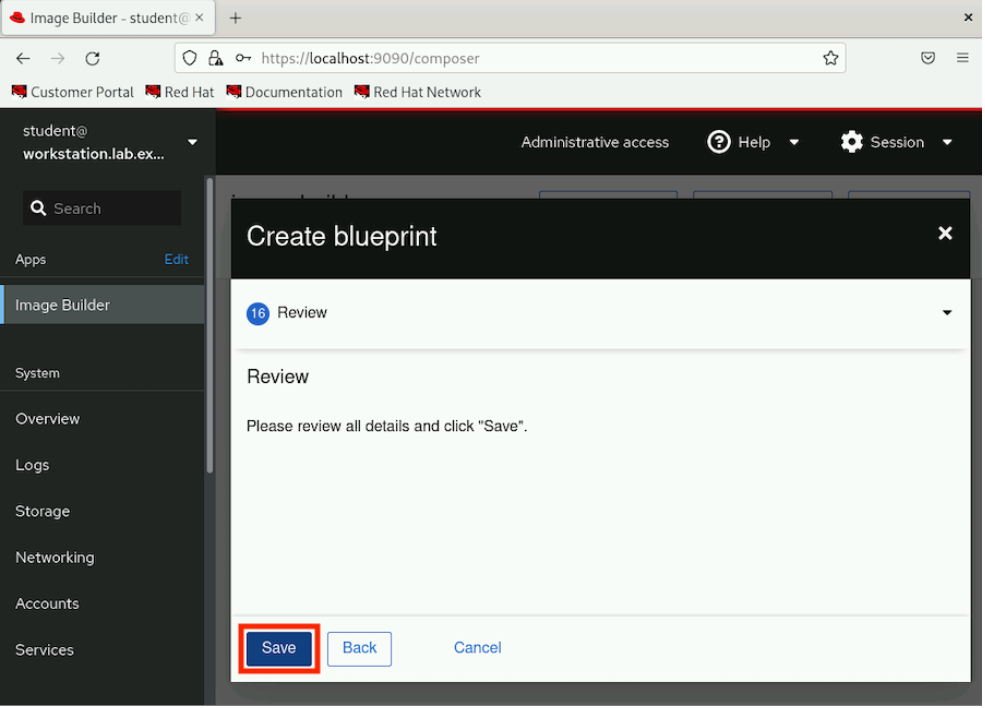 Image Builder - student@
https://localhost:9090/composer
Customer Portal Red Hat Documentation Red Hat Network
student@
workstation.lab.ex...
Administrative access Help Session
Search
Apps Edit
Image Builder
System
Overview
Logs
Storage
Networking
Accounts
Services
Create blueprint
16 Review
Review
Please review all details and click "Save".
Save Back Cancel